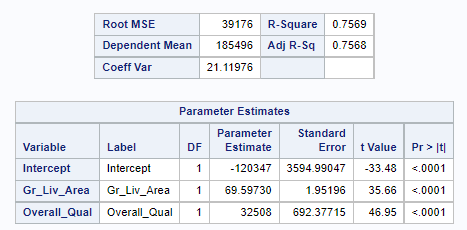 Root MSE 39176 R-Square 0.7569
Dependent Mean 185496 Adj R-Sq 0.7568
Coeff Var 21.11976
Parameter Estimates
Variable Label DF Parameter Estimate Standard Error t Value Pr > |t|
Intercept Intercept 1 -120347 3594.99047 -33.48 <.0001
Gr_Liv_Area Gr_Liv_Area 1 69.59730 1.95196 35.66 <.0001
Overall_Qual Overall_Qual 1 32508 692.37715 46.95 <.0001